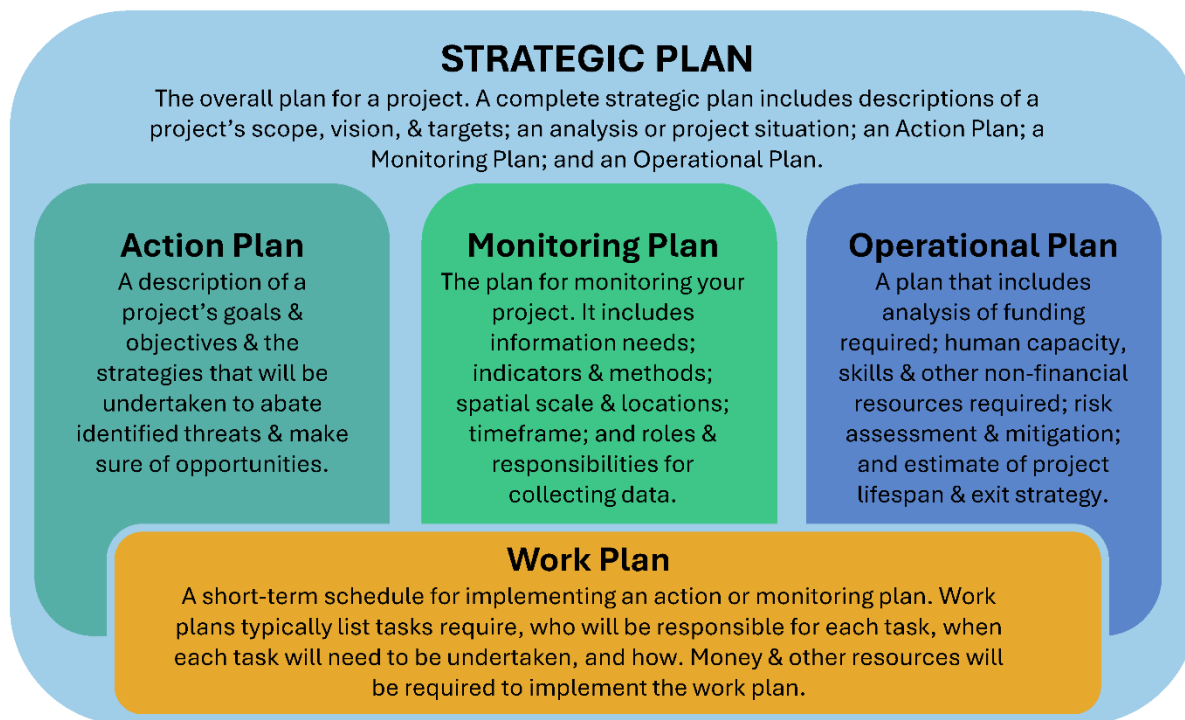 STRATEGIC PLAN
The overall plan for a project. A complete strategic plan includes descriptions of a
project's scope, vision, & targets; an analysis or project situation; an Action Plan; a
Monitoring Plan; and an Operational Plan.
Action Plan
A description of a
project's goals &
objectives & the
strategies that will be
undertaken to abate
identified threats & make
sure of opportunities.
Monitoring Plan
The plan for monitoring your
project. It includes
information needs;
indicators & methods;
spatial scale & locations;
timeframe; and roles &
responsibilities for
collecting data.
Operational Plan
A plan that includes
analysis of funding
required; human capacity,
skills & other non-financial
resources required; risk
assessment & mitigation;
and estimate of project
lifespan & exit strategy.
Work Plan
A short-term schedule for implementing an action or monitoring plan. Work
plans typically list tasks require, who will be responsible for each task, when
each task will need to be undertaken, and how. Money & other resources will
be required to implement the work plan.